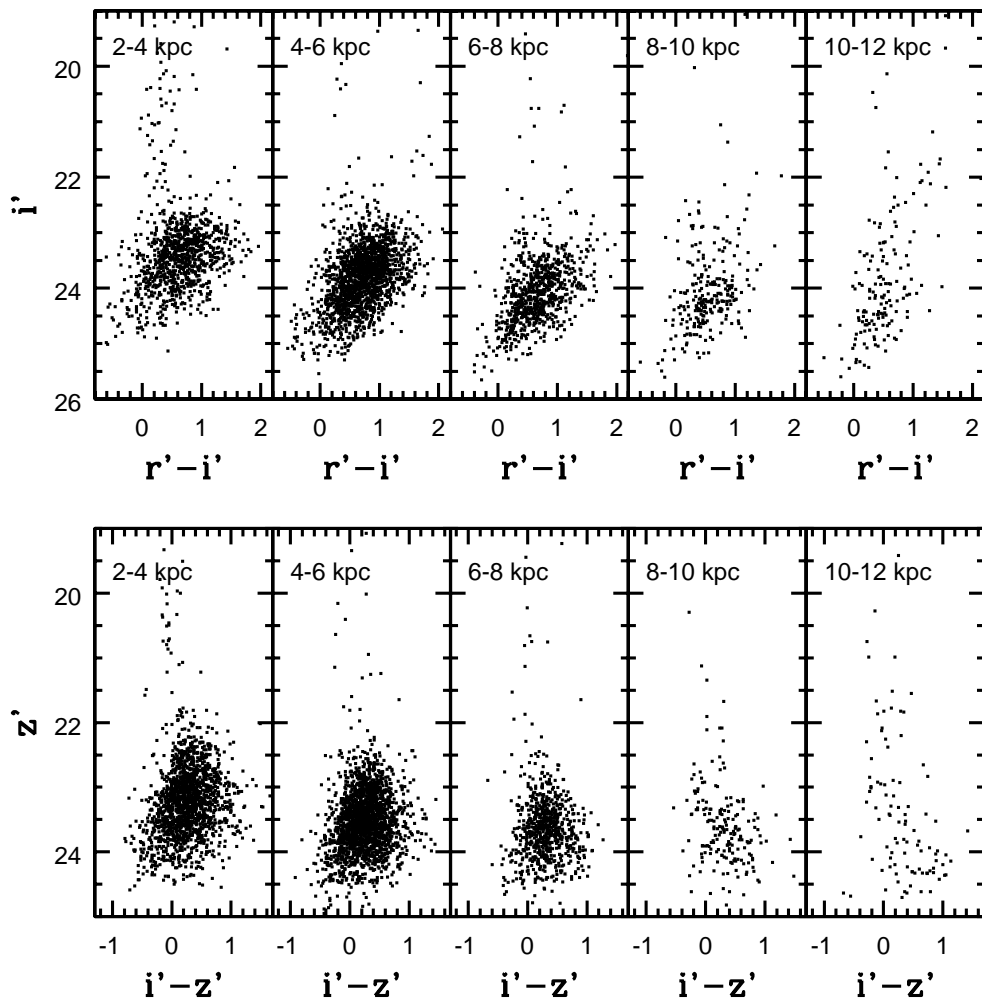 2-4 kpc 4-6 kpc 6-8 kpc 8-10 kpc 10-12 kpc
20
22
24
26
i'
0 1 2 0 1 2 0 1 2 0 1 2 0 1 2
r'−i' r'−i' r'−i' r'−i' r'−i'
2-4 kpc 4-6 kpc 6-8 kpc 8-10 kpc 10-12 kpc
20
22
24
z'
-1 0 1 -1 0 1 -1 0 1 -1 0 1 -1 0 1
i'−z' i'−z' i'−z' i'−z' i'−z'